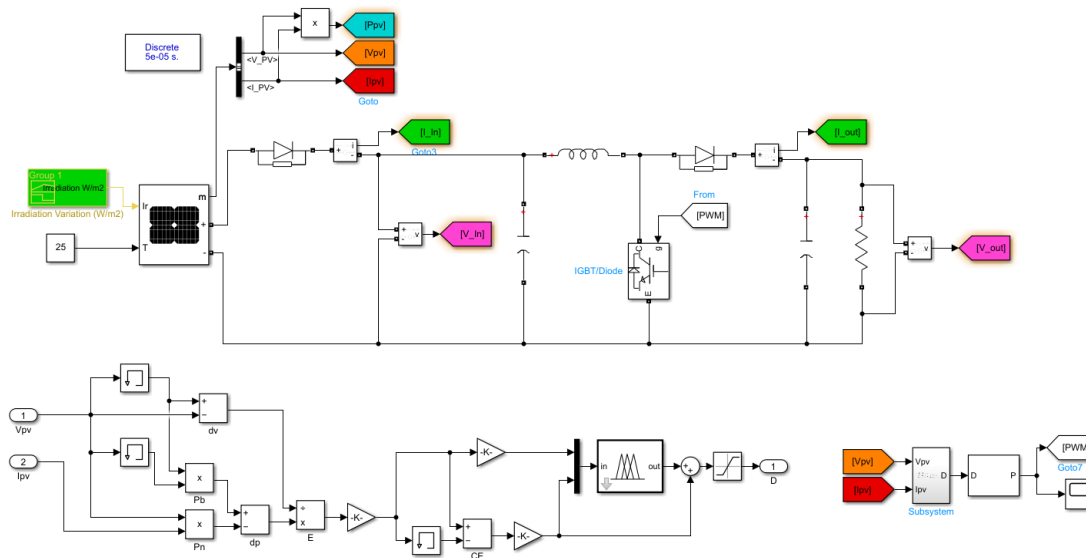 [Ppv]
Discrete
5e-05 s.
[Vpv]
<V_PV>
[Ipv]
<I_PV>
Goto
[I_in]
Goto3
[I_out]
Group 1
Irradiation W/m2
Irradiation Variation (W/m2)
Ir
m
+
T
-
25
i
+
-
+
-
v
[V_In]
From
[PWM]
IGBT/Diode
C
g
E
i
+
-
+
-
v
[V_out]
1
Vpv
2
Ipv
+
−
dv
x
Pb
x
Pn
+
−
dp
÷
x
E
-K-
-K-
+
−
CE
-K-
in
out
+
+
1
D
[Vpv]
[Ipv]
Vpv
Ipv
D
Subsystem
D
P
[PWM
Goto7